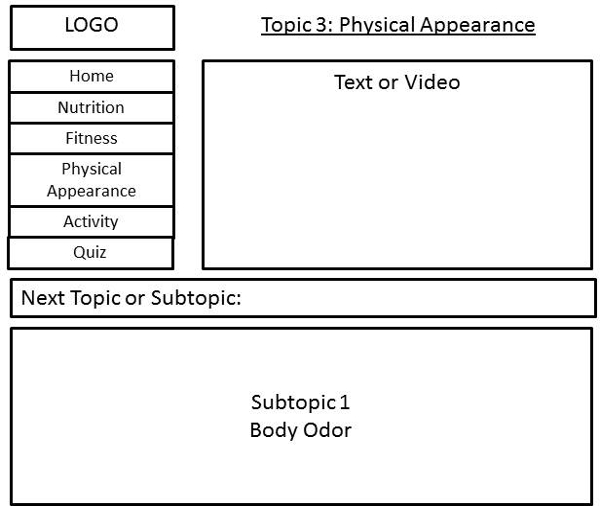 LOGO
Topic 3: Physical Appearance
Home
Nutrition
Fitness
Physical
Appearance
Activity
Quiz
Text or Video
Next Topic or Subtopic:
Subtopic 1
Body Odor